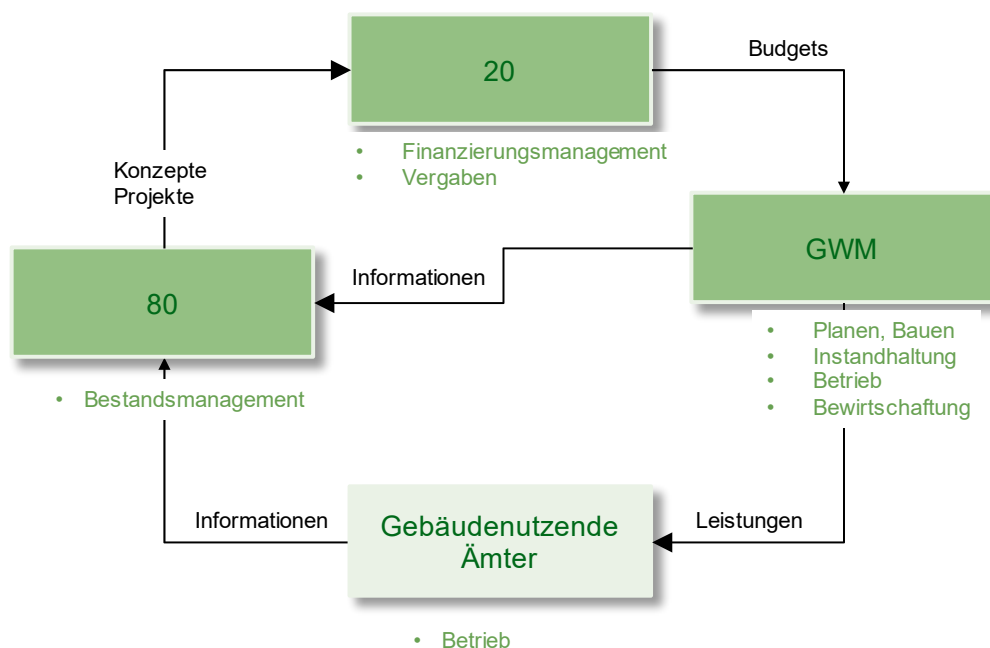 20
Budgets
• Finanzierungsmanagement
• Vergaben
Konzepte
Projekte
GWM
80
Informationen
• Planen, Bauen
• Instandhaltung
• Betrieb
• Bewirtschaftung
• Bestandsmanagement
Informationen
Gebäudenutzende
Ämter
Leistungen
• Betrieb